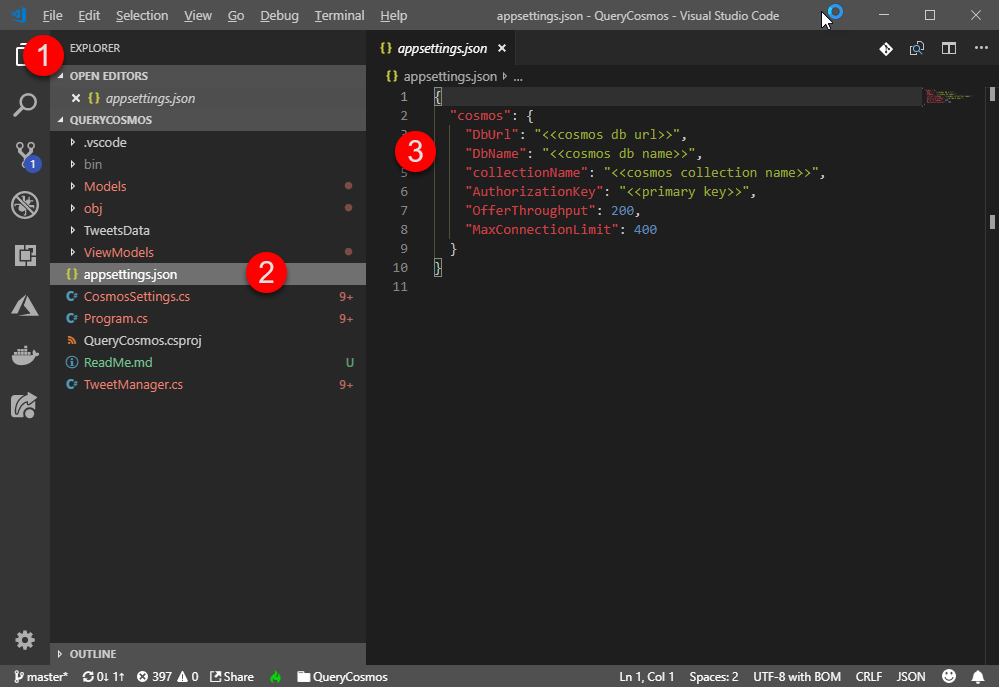 File Edit Selection View Go Debug Terminal Help appsettings.json - QueryCosmos - Visual Studio Code
1
EXPLORER
OPEN EDITORS
{} appsettings.json
QUERYCOSMOS
.vscode
bin
Models
obj
TweetsData
ViewModels
{} appsettings.json
2
C# CosmosSettings.cs 9+
C# Program.cs 9+
QueryCosmos.csproj
ReadMe.md U
C# TweetManager.cs 9+
OUTLINE
1
{} appsettings.json ×
{} appsettings.json ...
1 {
2 "cosmos": {
"DbUrl": "<<cosmos db url>>",
3
"DbName": "<<cosmos db name>>",
5 "collectionName": "<<cosmos collection name>>",
6 "AuthorizationKey": "<<primary key>>",
7 "OfferThroughput": 200,
8 "MaxConnectionLimit": 400
9 }
10 }
11
master* 0↓ 1↑ 397 0 Share QueryCosmos Ln 1, Col 1 Spaces: 2 UTF-8 with BOM CRLF JSON